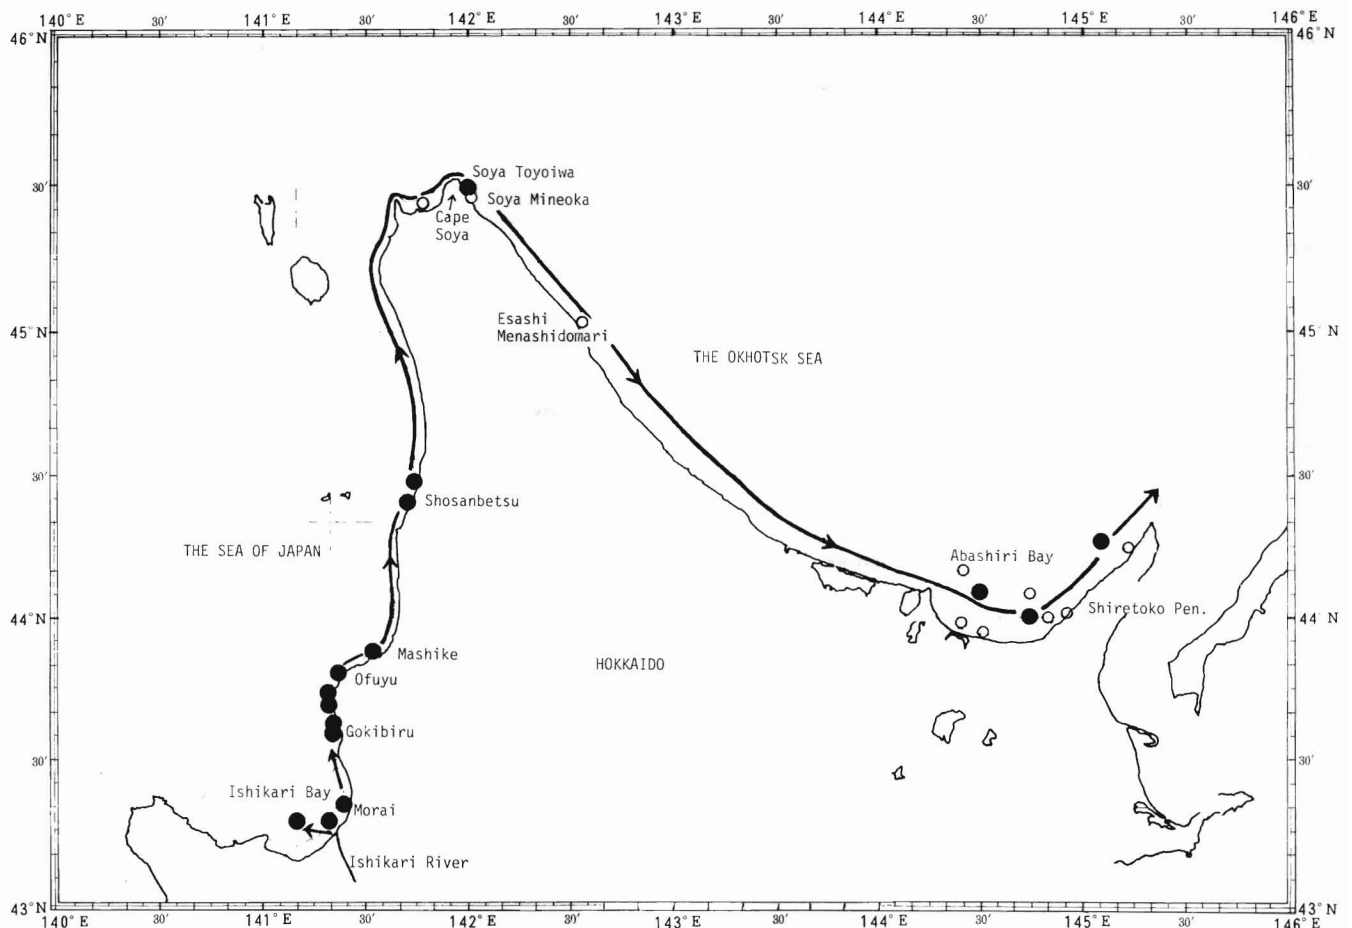 140°E 30′ 141°E 30′ 142°E 30′ 143°E 30′ 144°E 30′ 145°E 30′ 146°E
46°N 46°N
Soya Toyoiwa
30′ 30′
Soya Mineoka
Cape
Soya
Esashi
Menashidomari
45°N 45°N
THE OKHOTSK SEA
30′ 30′
Shosanbetsu
THE SEA OF JAPAN
Abashiri Bay
Shiretoko Pen.
44°N 44°N
Mashike
HOKKAIDO
Ofuyu
Gokibiru
30′ 30′
Ishikari Bay
Morai
Ishikari River
43°N 43°N
140°E 30′ 141°E 30′ 142°E 39′ 143°E 30′ 144°E 30′ 145°E 30′ 146°E